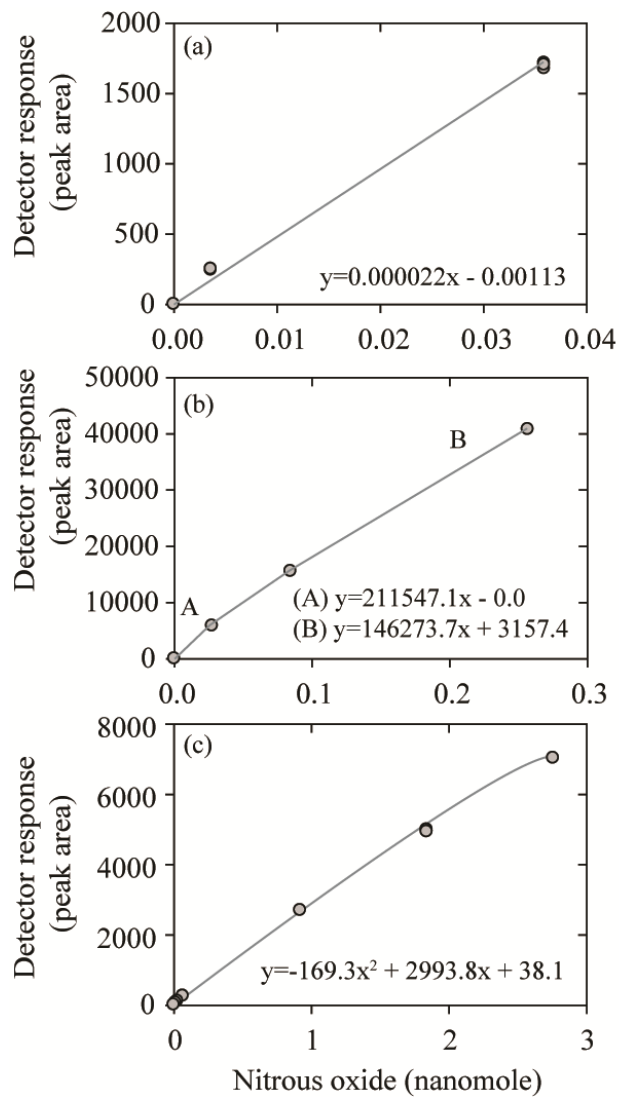 Detector response
(peak area)
2000
1500
1000
500
0
(a)
y=0.000022x - 0.00113
0.00
0.01
0.02
0.03
0.04
Detector response
(peak area)
50000
40000
30000
20000
10000
0
(b)
B
A
(A) y=211547.1x - 0.0
(B) y=146273.7x + 3157.4
0.0
0.1
0.2
0.3
Detector response
(peak area)
8000
6000
4000
2000
0
(c)
y=-169.3x² + 2993.8x + 38.1
0
1
2
3
Nitrous oxide (nanomole)